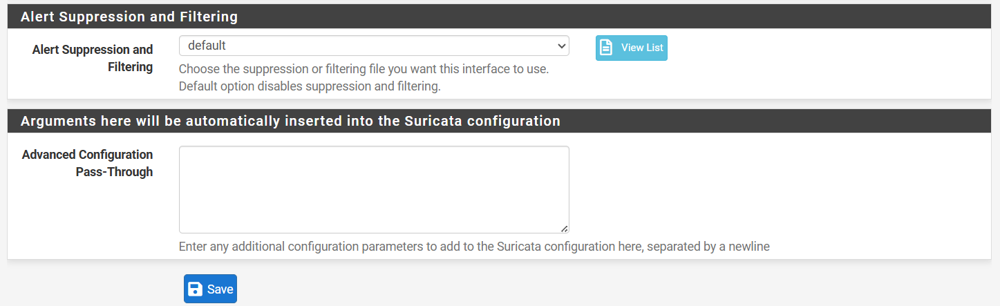 Alert Suppression and Filtering
Alert Suppression and
Filtering
default
View List
Choose the suppression or filtering file you want this interface to use.
Default option disables suppression and filtering.
Arguments here will be automatically inserted into the Suricata configuration
Advanced Configuration
Pass-Through
Enter any additional configuration parameters to add to the Suricata configuration here, separated by a newline
Save